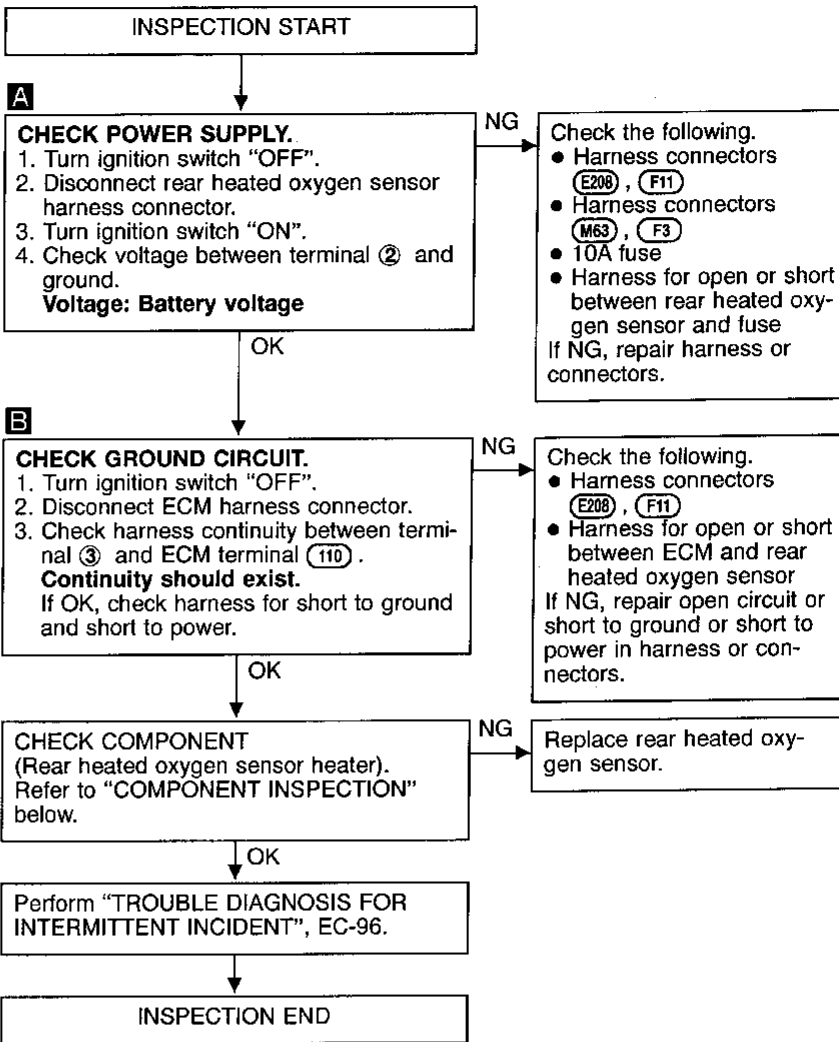 INSPECTION START
A
CHECK POWER SUPPLY.
1. Turn ignition switch “OFF”.
2. Disconnect rear heated oxygen sensor
harness connector.
3. Turn ignition switch “ON”.
4. Check voltage between terminal ② and
ground.
Voltage: Battery voltage
NG
Check the following.
● Harness connectors
E208 , F11
● Harness connectors
M63 , F3
● 10A fuse
● Harness for open or short
between rear heated oxy-
gen sensor and fuse
If NG, repair harness or
connectors.
OK
B
CHECK GROUND CIRCUIT.
1. Turn ignition switch “OFF”.
2. Disconnect ECM harness connector.
3. Check harness continuity between termi-
nal ③ and ECM terminal 110 .
Continuity should exist.
If OK, check harness for short to ground
and short to power.
NG
Check the following.
● Harness connectors
E208 , F11
● Harness for open or short
between ECM and rear
heated oxygen sensor
If NG, repair open circuit or
short to ground or short to
power in harness or con-
nectors.
OK
CHECK COMPONENT
(Rear heated oxygen sensor heater).
Refer to “COMPONENT INSPECTION”
below.
NG
Replace rear heated oxy-
gen sensor.
OK
Perform “TROUBLE DIAGNOSIS FOR
INTERMITTENT INCIDENT”, EC-96.
INSPECTION END